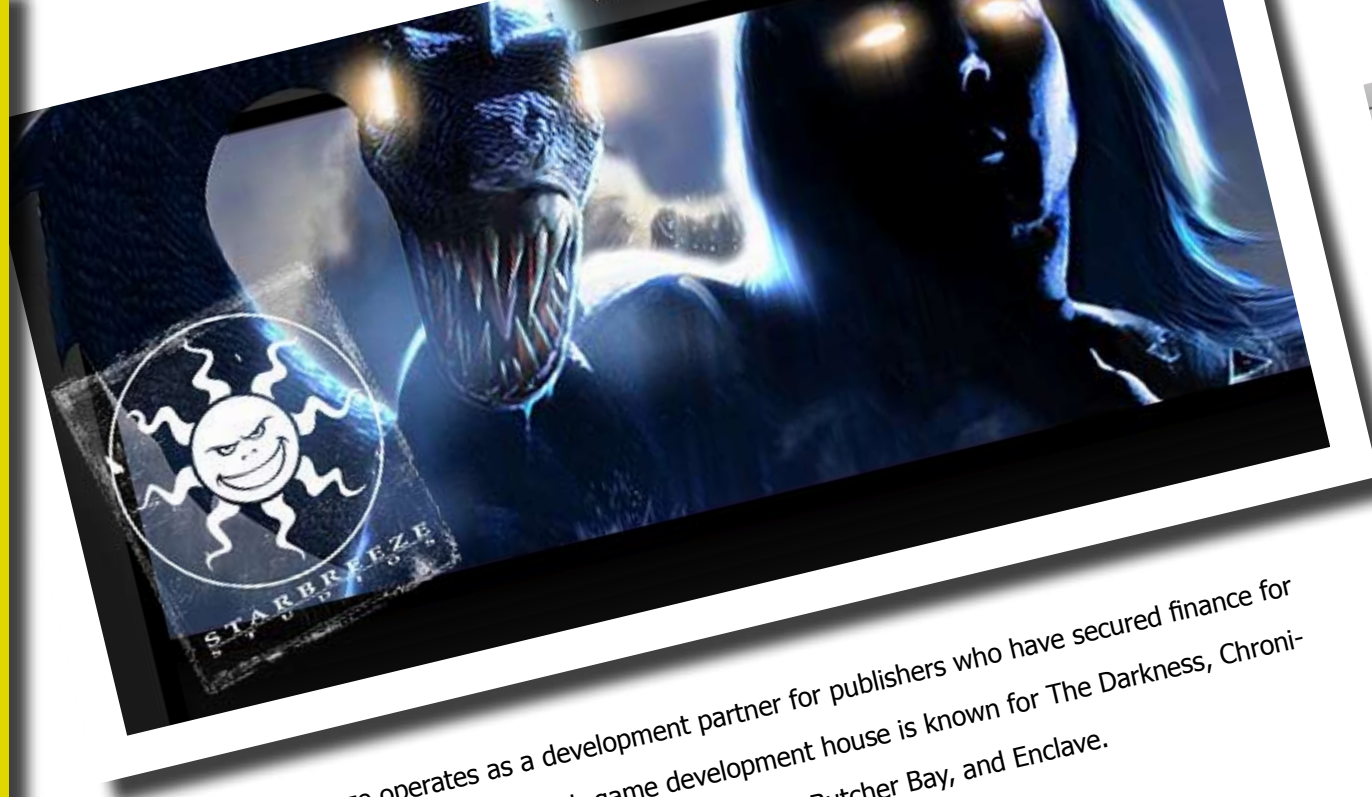 STARBREEZE
STUDIOS
operates as a development partner for publishers who have secured finance for
game development house is known for The Darkness, Chroni-
Butcher Bay, and Enclave.